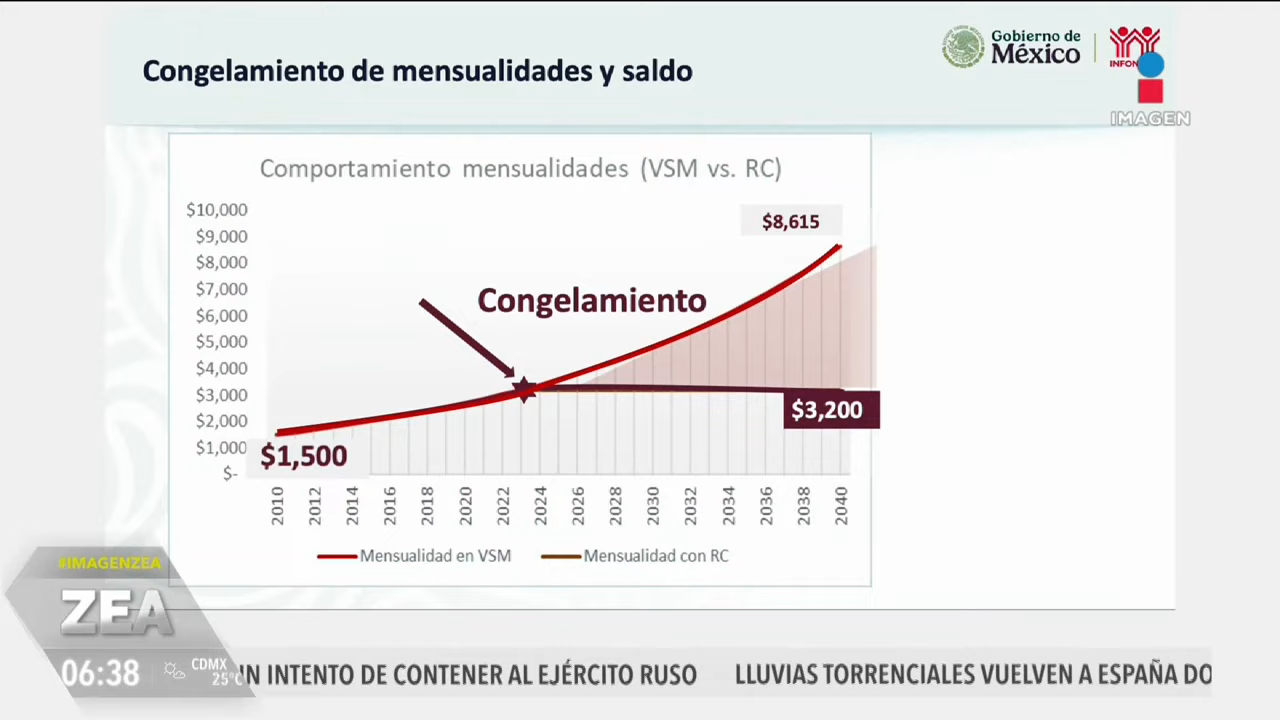 Congelamiento de mensualidades y saldo
Gobierno de
México
INFON
IMAGEN
Comportamiento mensualidades (VSM vs. RC)
$10,000
$9,000
$8,000
$7,000
$6,000
$5,000
$4,000
$3,000
$2,000
$1,000
$-
$8,615
Congelamiento
$3,200
$1,500
2010
2012
2014
2016
2018
2020
2022
2024
2026
2028
2030
2032
2034
2036
2038
2040
Mensualidad en VSM
Mensualidad con RC
#IMAGENZEA
ZEA
06:38
CDMX
25°C
N INTENTO DE CONTENER AL EJÉRCITO RUSO
LLUVIAS TORRENCIALES VUELVEN A ESPAÑA DO